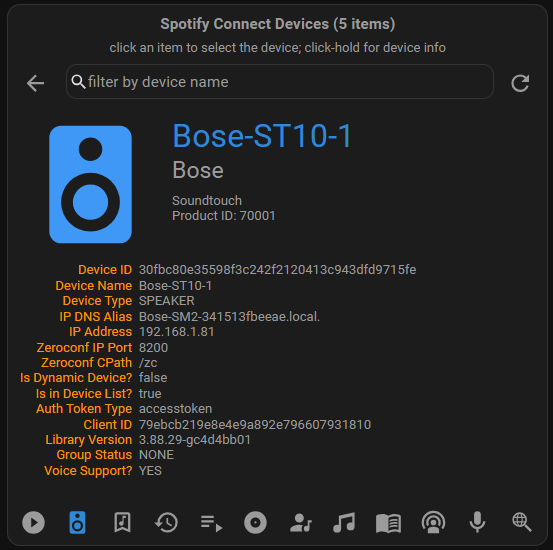 Spotify Connect Devices (5 items)
click an item to select the device; click-hold for device info
filter by device name
Bose-ST10-1
Bose
Soundtouch
Product ID: 70001
Device ID 30fbc80e35598f3c242f2120413c943dfd9715fe
Device Name Bose-ST10-1
Device Type SPEAKER
IP DNS Alias Bose-SM2-341513fbeeae.local.
IP Address 192.168.1.81
Zeroconf IP Port 8200
Zeroconf CPath /zc
Is Dynamic Device? false
Is in Device List? true
Auth Token Type accesstoken
Client ID 79ebcb219e8e4e9a892e796607931810
Library Version 3.88.29-gc4d4bb01
Group Status NONE
Voice Support? YES